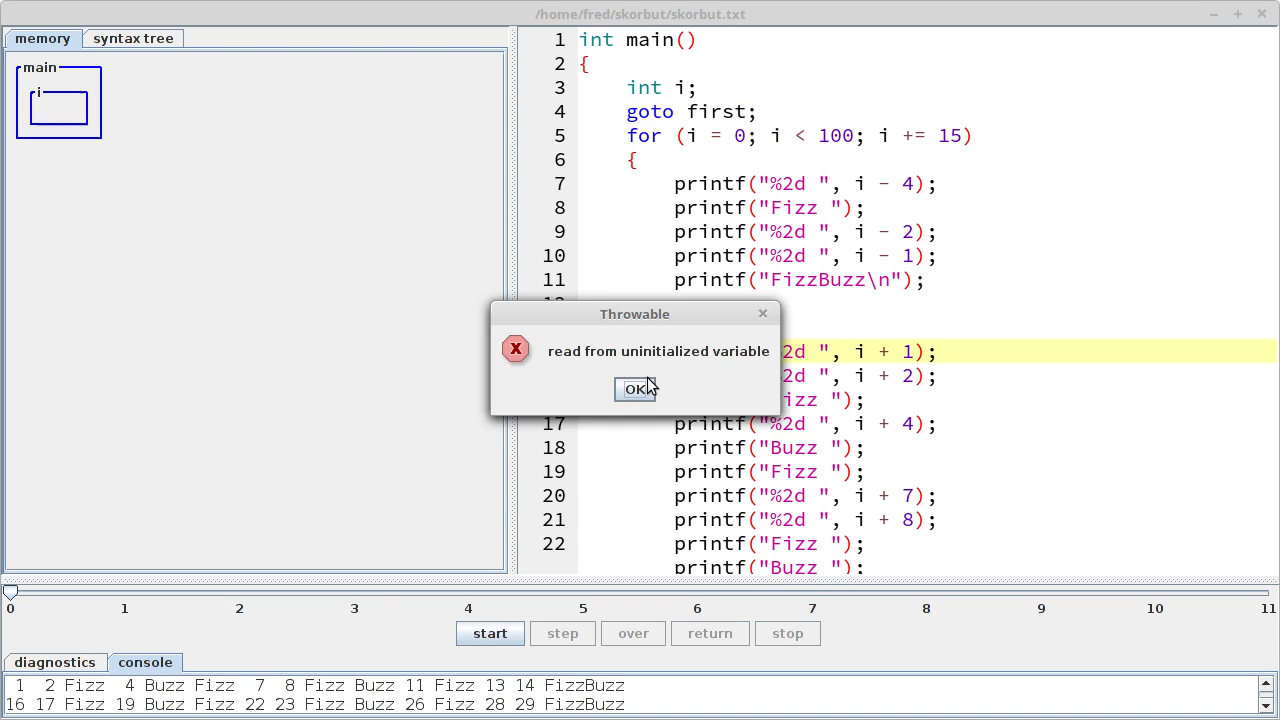 /home/fred/skorbut/skorbut.txt
memory
syntax tree
main
i
1 int main()
2 {
3 int i;
4 goto first;
5 for (i = 0; i < 100; i += 15)
6 {
7 printf("%2d ", i - 4);
8 printf("Fizz ");
9 printf("%2d ", i - 2);
10 printf("%2d ", i - 1);
11 printf("FizzBuzz\n");
Throwable
read from uninitialized variable
OK
2d ", i + 1);
2d ", i + 2);
izz ");
17 printf("%2d ", i + 4);
18 printf("Buzz ");
19 printf("Fizz ");
20 printf("%2d ", i + 7);
21 printf("%2d ", i + 8);
22 printf("Fizz ");
printf("Buzz ");
0 1 2 3 4 5 6 7 8 9 10 11
start step over return stop
diagnostics
console
1 2 Fizz 4 Buzz Fizz 7 8 Fizz Buzz 11 Fizz 13 14 FizzBuzz
16 17 Fizz 19 Buzz Fizz 22 23 Fizz Buzz 26 Fizz 28 29 FizzBuzz